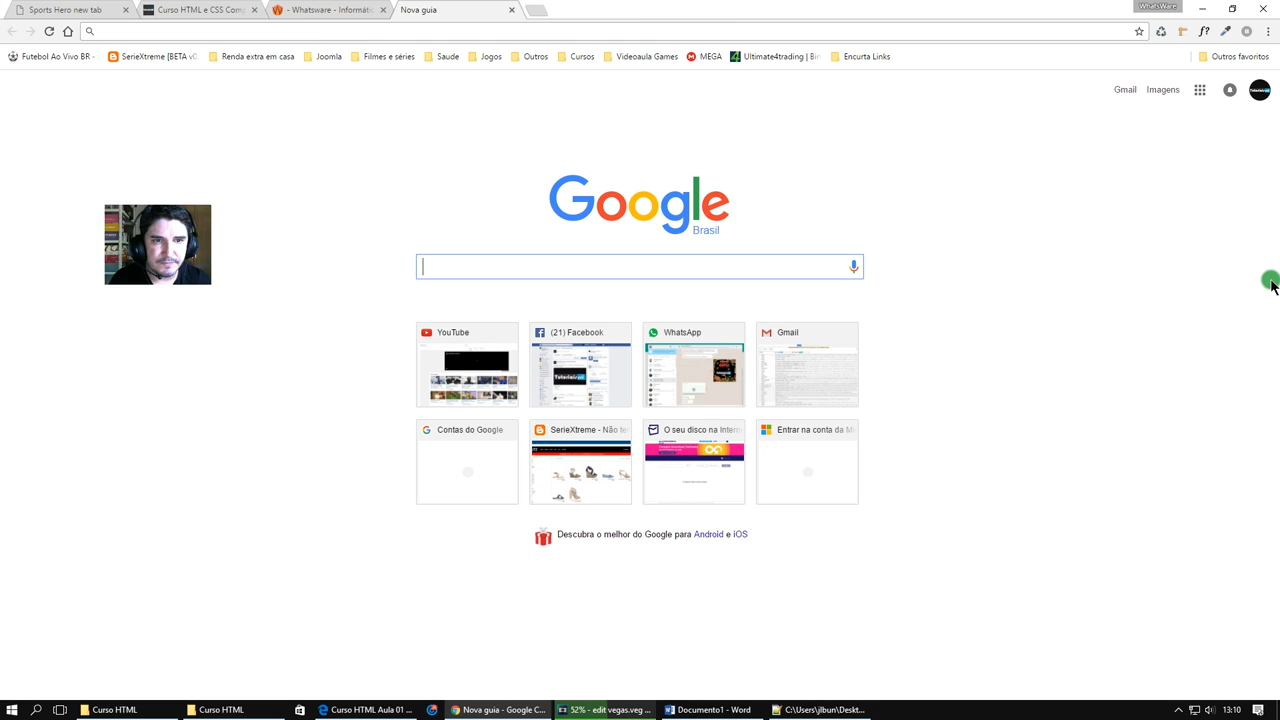 WhatsWare
Sports Hero new tab
Curso HTML e CSS Comp
- Whatsware - Informátic
Nova guia
Futebol Ao Vivo BR -
SerieXtreme [BETA v0
Renda extra em casa
Joomla
Filmes e séries
Saude
Jogos
Outros
Cursos
Videoaula Games
MEGA
Ultimate4trading | Bin
Encurta Links
Outros favoritos
Gmail Imagens
Google
Brasil
YouTube
(21) Facebook
WhatsApp
Gmail
Contas do Google
SerieXtreme - Não te
O seu disco na Intern
Entrar na conta da Mi
Descubra o melhor do Google para Android e iOS
Curso HTML
Curso HTML
Curso HTML Aula 01 ...
Nova guia - Google C...
52% - edit vegas.veg ...
Documento1 - Word
C:\Users\jlbun\Deskt...
13:10